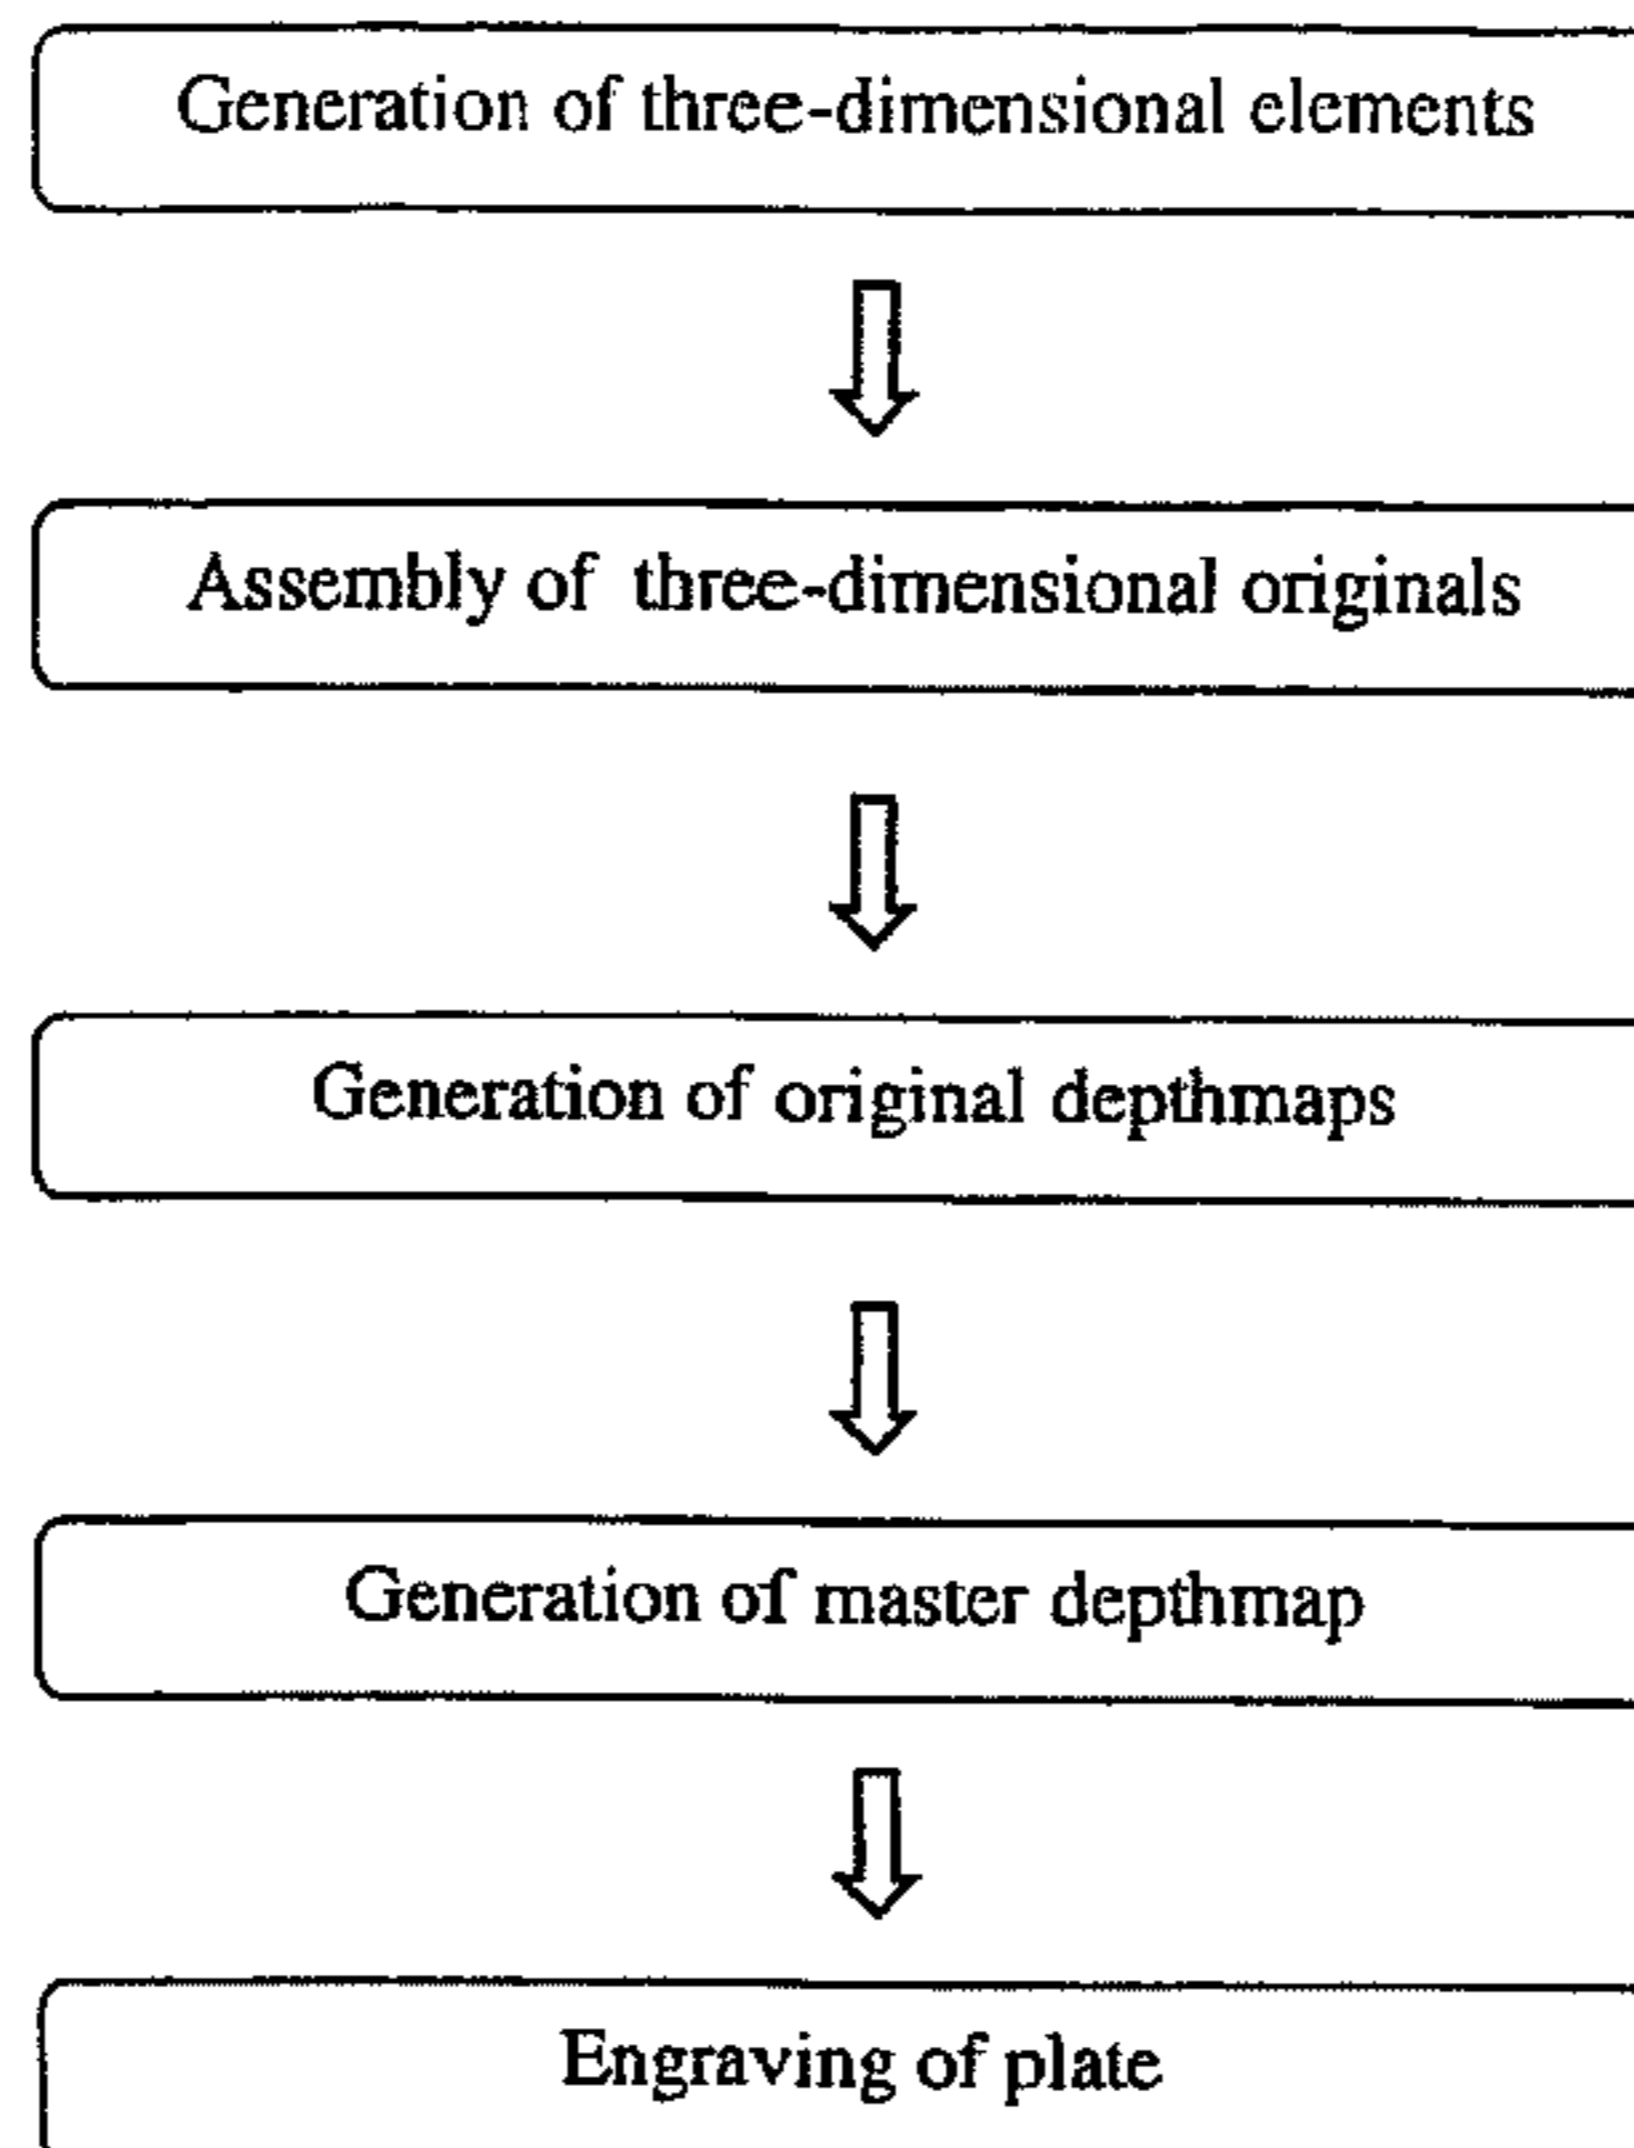 Generation of three-dimensional elements
Assembly of three-dimensional originals
Generation of original depthmaps
Generation of master depthmap
Engraving of plate